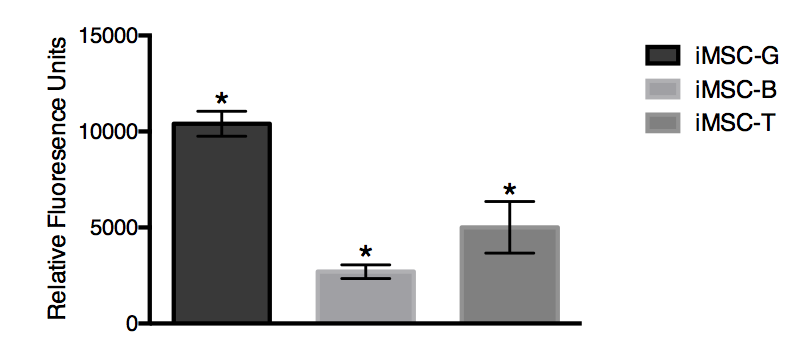 Relative Fluoresence Units
15000
10000
5000
0
*
*
*
iMSC-G
iMSC-B
iMSC-T